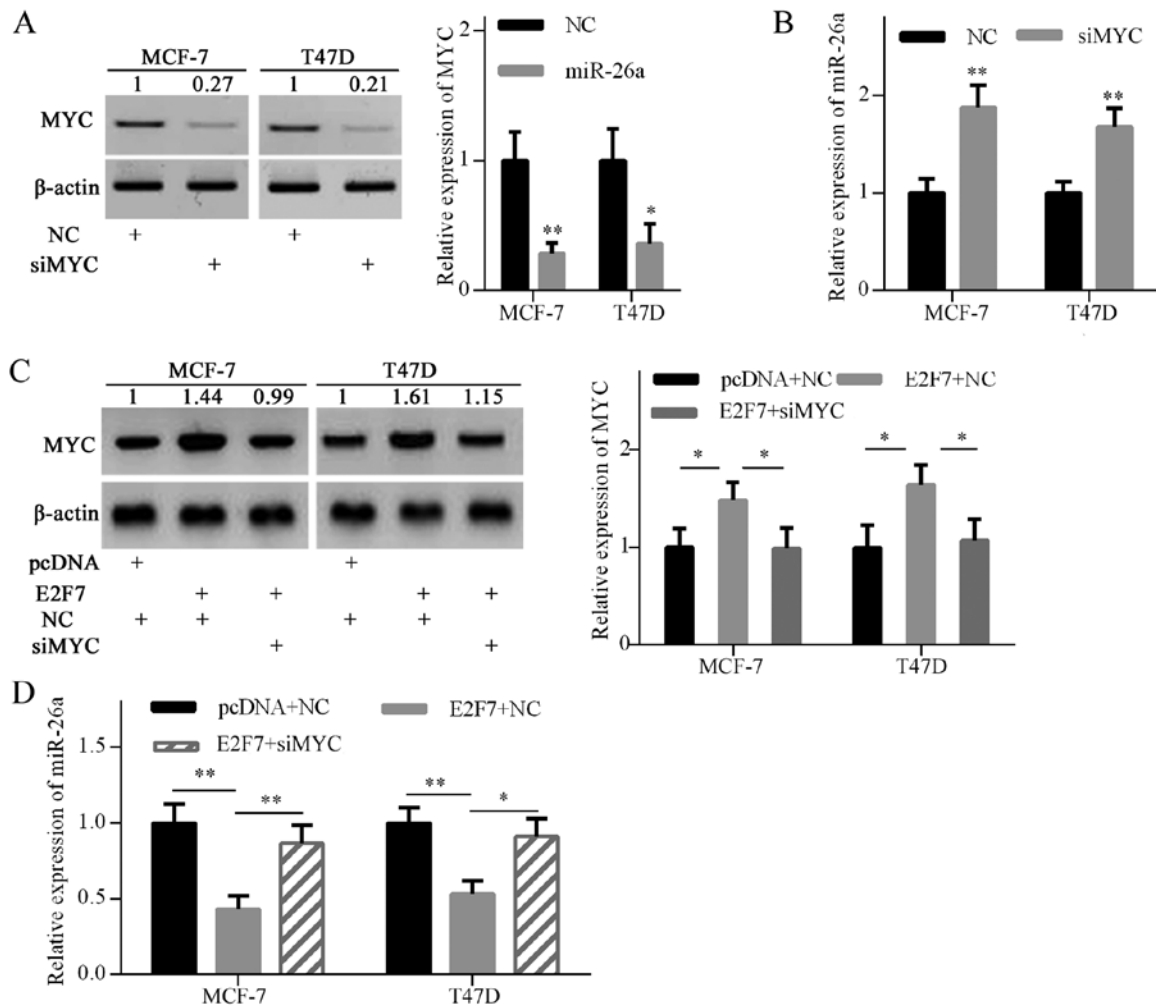 A
MCF-7 T47D
1 0.27 1 0.21
MYC
β-actin
NC + +
siMYC + +
Relative expression of MYC
NC
miR-26a
2
1
0
** *
MCF-7 T47D
B
Relative expression of miR-26a
NC siMYC
2
1
0
** **
MCF-7 T47D
C
MCF-7 T47D
1 1.44 0.99 1 1.61 1.15
MYC
β-actin
pcDNA + +
E2F7 + + + +
NC + + + +
siMYC + +
Relative expression of MYC
pcDNA+NC E2F7+NC
E2F7+siMYC
2
1
0
* * * *
MCF-7 T47D
D
Relative expression of miR-26a
pcDNA+NC E2F7+NC
E2F7+siMYC
1.5
1.0
0.5
0.0
** ** ** *
MCF-7 T47D